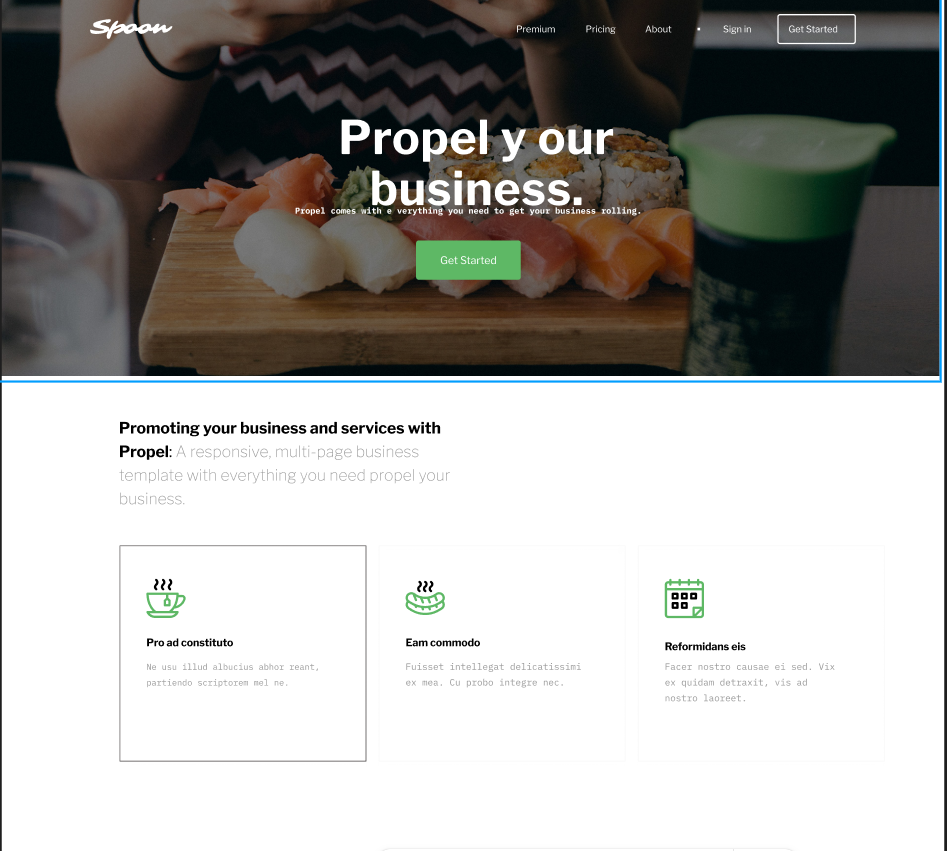 Spoon
Premium Pricing About Sign in Get Started
Propel y our
business.
Propel comes with e verything you need to get your business rolling.
Get Started
Promoting your business and services with
Propel: A responsive, multi-page business
template with everything you need propel your
business.
Pro ad constituto
Ne usu illud albucius abhor reant,
partiendo scriptorem mel ne.
Eam commodo
Fuisset intellegat delicatissimi
ex mea. Cu probo integre nec.
Reformidans eis
Facer nostro causae ei sed. Vix
ex quidam detraxit, vis ad
nostro laoreet.